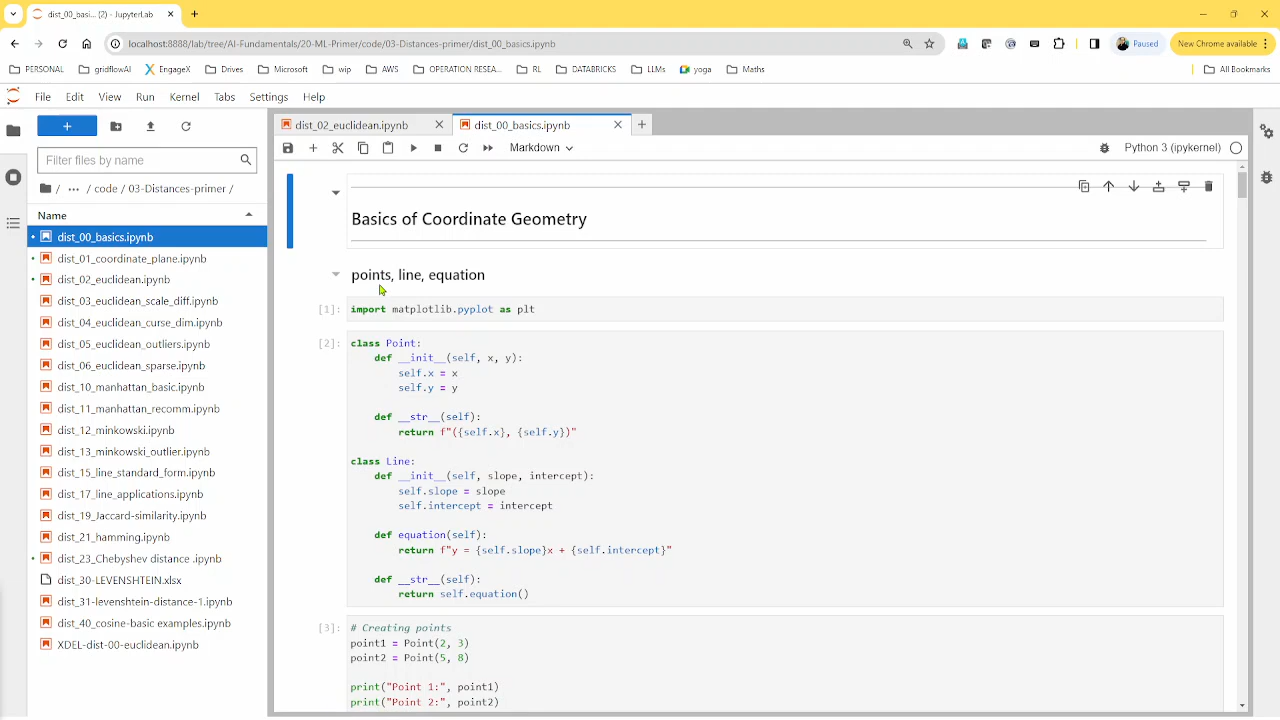 dist_00_basi... (2) - JupyterLab
localhost:8888/lab/tree/AI-Fundamentals/20-ML-Primer/code/03-Distances-primer/dist_00_basics.ipynb
Paused
New Chrome available
PERSONAL
gridflowAI
EngageX
Drives
Microsoft
wip
AWS
OPERATION RESEA...
RL
DATABRICKS
LLMs
yoga
Maths
All Bookmarks
File Edit View Run Kernel Tabs Settings Help
Filter files by name
/ ... / code / 03-Distances-primer /
Name
dist_00_basics.ipynb
dist_01_coordinate_plane.ipynb
dist_02_euclidean.ipynb
dist_03_euclidean_scale_diff.ipynb
dist_04_euclidean_curse_dim.ipynb
dist_05_euclidean_outliers.ipynb
dist_06_euclidean_sparse.ipynb
dist_10_manhattan_basic.ipynb
dist_11_manhattan_recomm.ipynb
dist_12_minkowski.ipynb
dist_13_minkowski_outlier.ipynb
dist_15_line_standard_form.ipynb
dist_17_line_applications.ipynb
dist_19_Jaccard-similarity.ipynb
dist_21_hamming.ipynb
dist_23_Chebyshev distance .ipynb
dist_30-LEVENSHTEIN.xlsx
dist_31-levenshtein-distance-1.ipynb
dist_40_cosine-basic examples.ipynb
XDEL-dist-00-euclidean.ipynb
dist_02_euclidean.ipynb
dist_00_basics.ipynb
Markdown
Python 3 (ipykernel)
Basics of Coordinate Geometry
points, line, equation
[1]: import matplotlib.pyplot as plt
[2]: class Point:
    def __init__(self, x, y):
        self.x = x
        self.y = y
    def __str__(self):
        return f"({self.x}, {self.y})"
class Line:
    def __init__(self, slope, intercept):
        self.slope = slope
        self.intercept = intercept
    def equation(self):
        return f"y = {self.slope}x + {self.intercept}"
    def __str__(self):
        return self.equation()
[3]: # Creating points
point1 = Point(2, 3)
point2 = Point(5, 8)
print("Point 1:", point1)
print("Point 2:", point2)